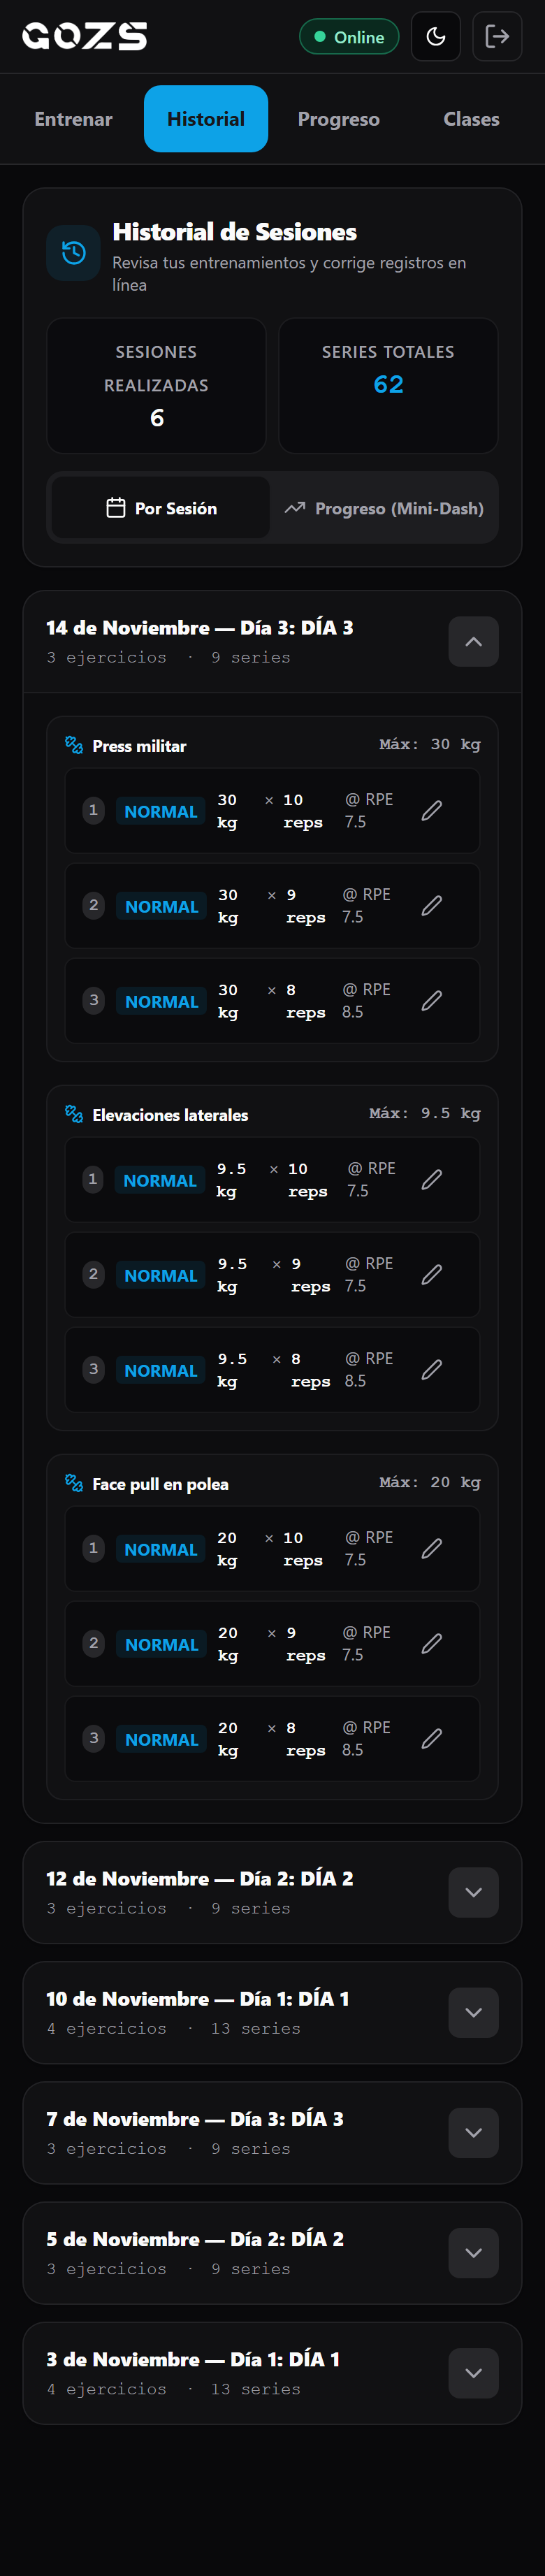 GOZS
Online
Entrenar
Historial
Progreso
Clases
Historial de Sesiones
Revisa tus entrenamientos y corrige registros en
línea
SESIONES
REALIZADAS
6
SERIES TOTALES
62
Por Sesión
Progreso (Mini-Dash)
14 de Noviembre — Día 3: DÍA 3
3 ejercicios · 9 series
Press militar
Máx: 30 kg
1 NORMAL 30 kg × 10 reps @ RPE 7.5
2 NORMAL 30 kg × 9 reps @ RPE 7.5
3 NORMAL 30 kg × 8 reps @ RPE 8.5
Elevaciones laterales
Máx: 9.5 kg
1 NORMAL 9.5 kg × 10 reps @ RPE 7.5
2 NORMAL 9.5 kg × 9 reps @ RPE 7.5
3 NORMAL 9.5 kg × 8 reps @ RPE 8.5
Face pull en polea
Máx: 20 kg
1 NORMAL 20 kg × 10 reps @ RPE 7.5
2 NORMAL 20 kg × 9 reps @ RPE 7.5
3 NORMAL 20 kg × 8 reps @ RPE 8.5
12 de Noviembre — Día 2: DÍA 2
3 ejercicios · 9 series
10 de Noviembre — Día 1: DÍA 1
4 ejercicios · 13 series
7 de Noviembre — Día 3: DÍA 3
3 ejercicios · 9 series
5 de Noviembre — Día 2: DÍA 2
3 ejercicios · 9 series
3 de Noviembre — Día 1: DÍA 1
4 ejercicios · 13 series